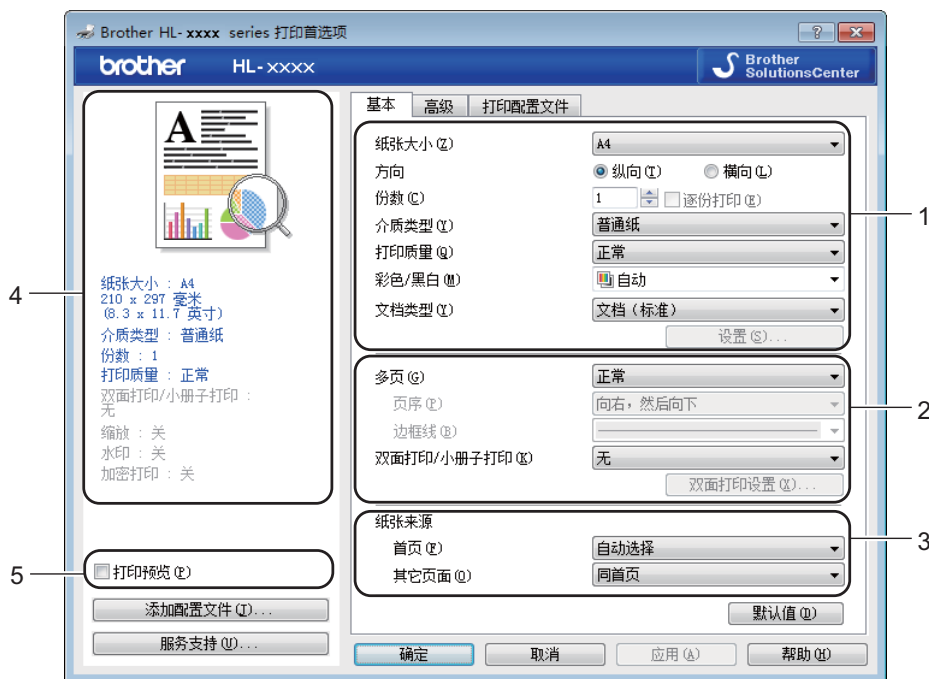 Brother HL-xxxx series 打印首选项
brother HL-xxxx
Brother SolutionsCenter
基本 高级 打印配置文件
A
纸张大小(Z) A4
方向 纵向(T) 横向(L)
份数(C) 1 逐份打印(E)
介质类型(Y) 普通纸
打印质量(Q) 正常
彩色/黑白(M) 自动
文档类型(Y) 文档（标准）
设置(S)...
1
多页(G) 正常
页序(P) 向右，然后向下
边框线(B)
双面打印/小册子打印(K) 无
双面打印设置(X)...
2
纸张来源
首页(F) 自动选择
其它页面(O) 同首页
3
默认值(D)
4
纸张大小 : A4
210 x 297 毫米
(8.3 x 11.7 英寸)
介质类型 : 普通纸
份数 : 1
打印质量 : 正常
双面打印/小册子打印 :
无
缩放 : 关
水印 : 关
加密打印 : 关
5
打印预览(P)
添加配置文件(J)...
服务支持(U)...
确定 取消 应用(A) 帮助(H)